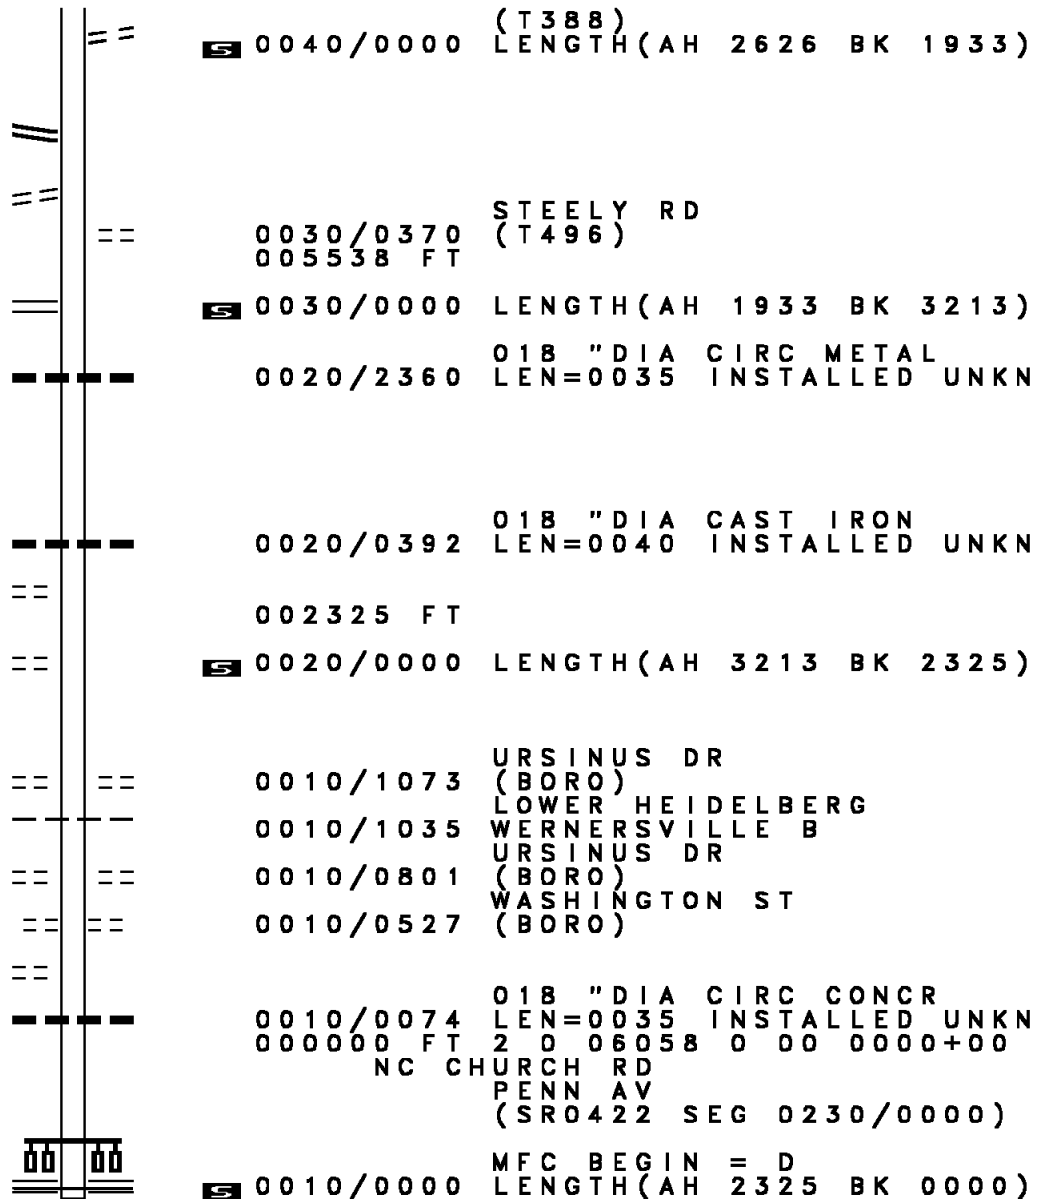 (T388)
S 0040/0000 LENGTH(AH 2626 BK 1933)
STEELY RD
0030/0370 (T496)
005538 FT
S 0030/0000 LENGTH(AH 1933 BK 3213)
018 "DIA CIRC METAL
0020/2360 LEN=0035 INSTALLED UNKN
018 "DIA CAST IRON
0020/0392 LEN=0040 INSTALLED UNKN
002325 FT
S 0020/0000 LENGTH(AH 3213 BK 2325)
URSINUS DR
0010/1073 (BORO)
LOWER HEIDELBERG
0010/1035 WERNERSVILLE B
URSINUS DR
0010/0801 (BORO)
WASHINGTON ST
0010/0527 (BORO)
018 "DIA CIRC CONCR
0010/0074 LEN=0035 INSTALLED UNKN
000000 FT 2 0 06058 0 00 0000+00
NC CHURCH RD
PENN AV
(SR0422 SEG 0230/0000)
MFC BEGIN = D
S 0010/0000 LENGTH(AH 2325 BK 0000)